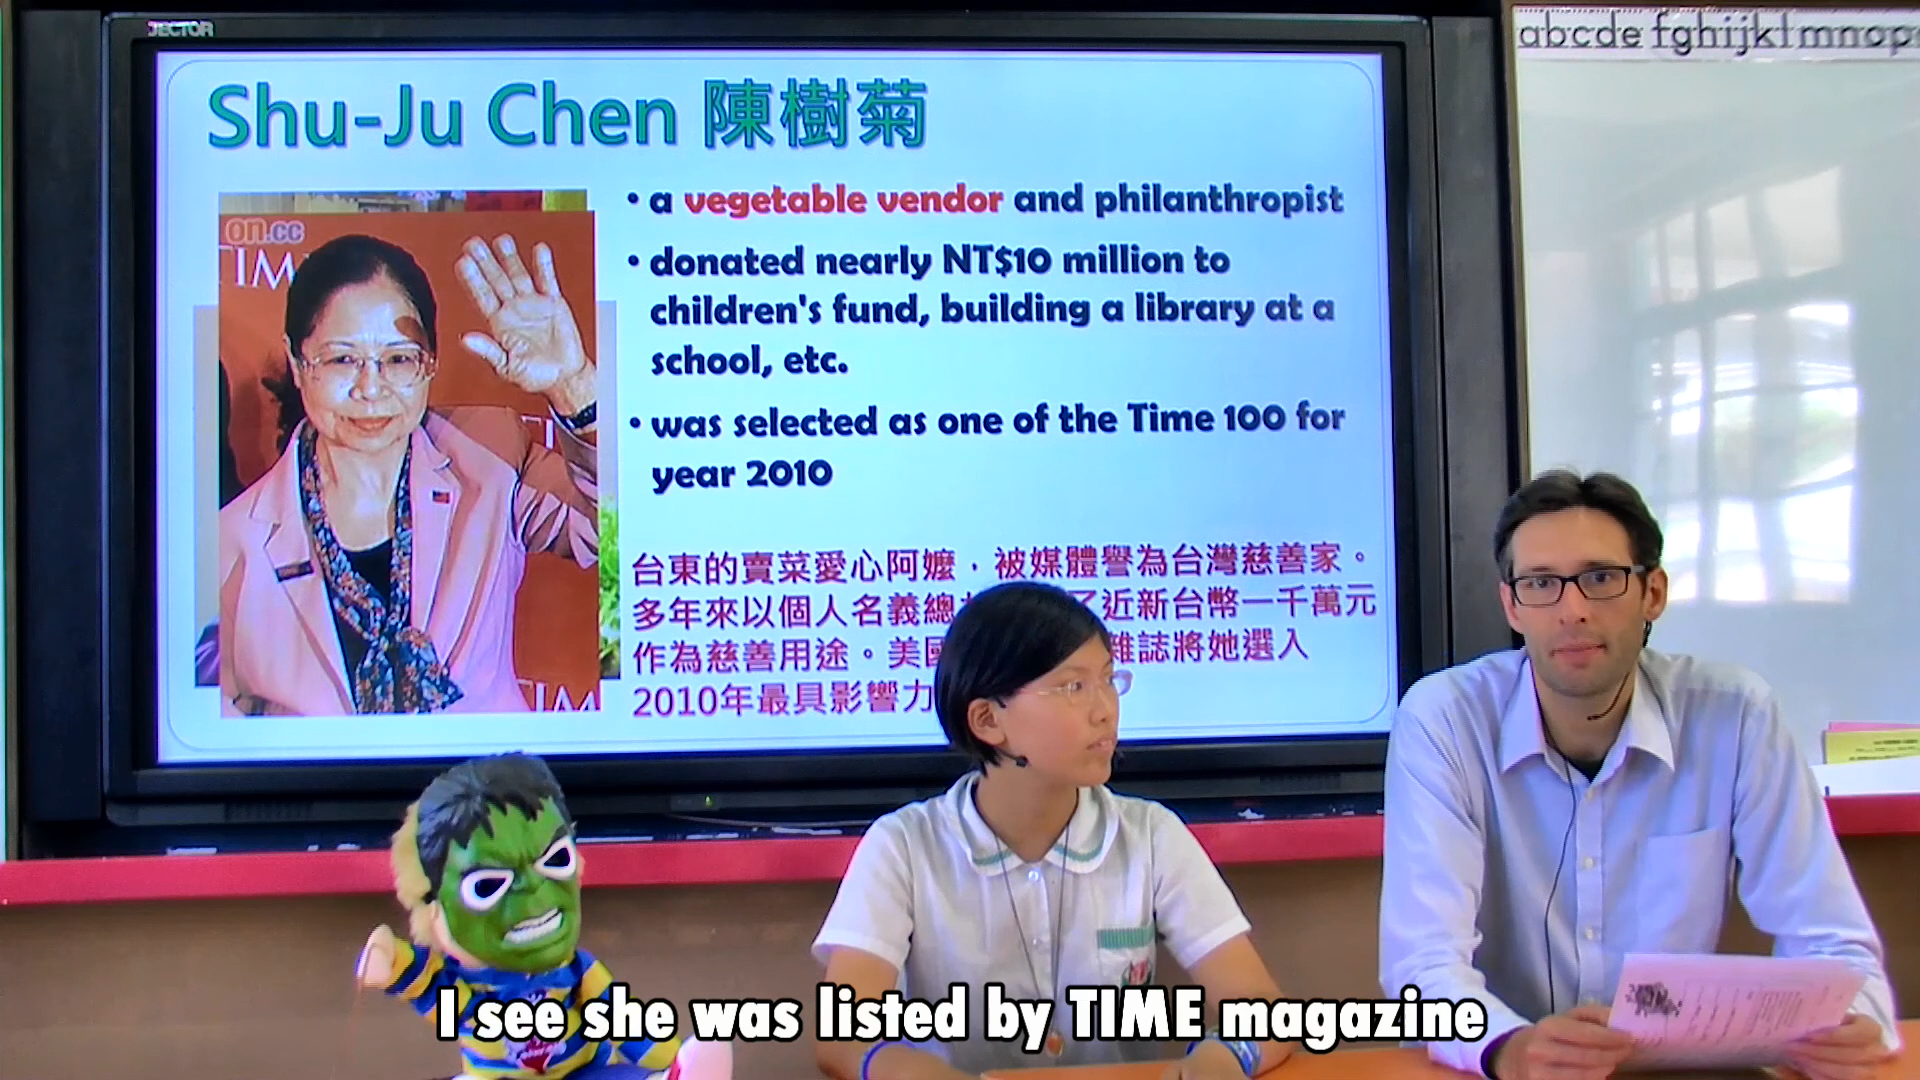 JECTOR
abcde fghijklmnop
Shu-Ju Chen 陳樹菊
on.cc
TIM
• a vegetable vendor and philanthropist
• donated nearly NT$10 million to
children's fund, building a library at a
school, etc.
• was selected as one of the Time 100 for
year 2010
台東的賣菜愛心阿嬤，被媒體譽為台灣慈善家。
多年來以個人名義總 了近新台幣一千萬元
作為慈善用途。美國 雜誌將她選入
2010年最具影響力
TIM
I see she was listed by TIME magazine